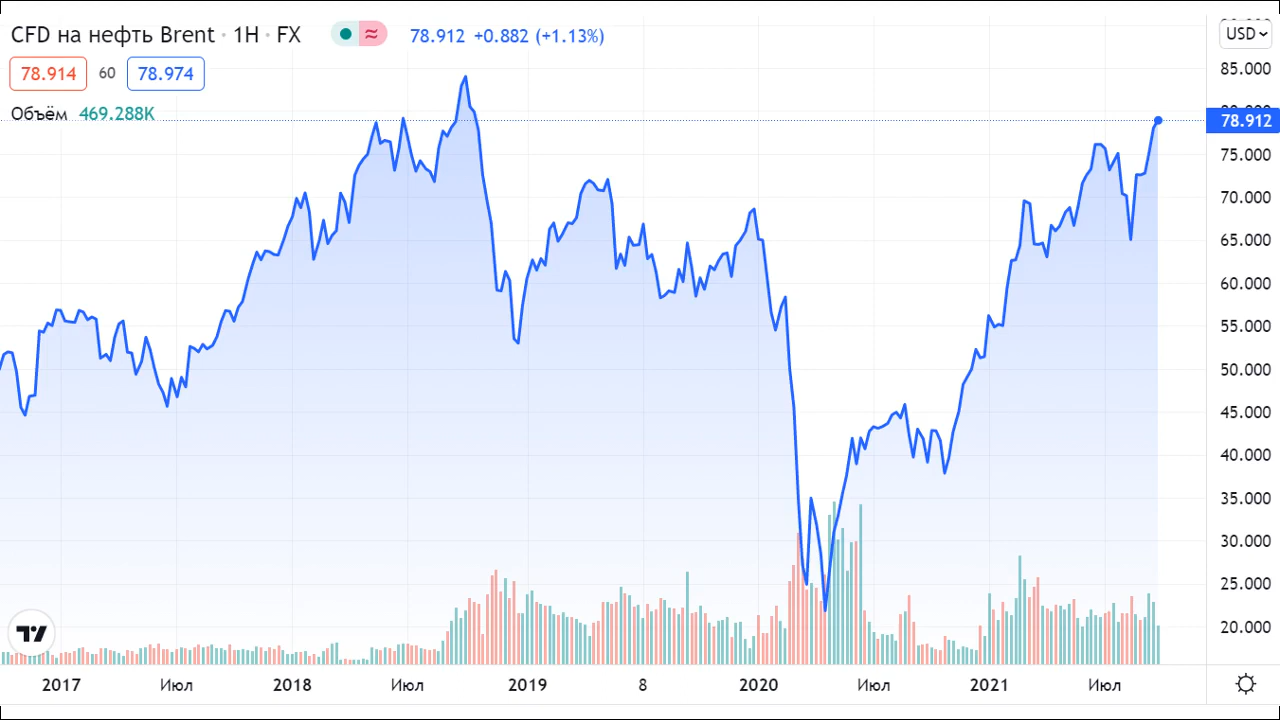 CFD на нефть Brent · 1Н · FX 78.912 +0.882 (+1.13%)
USD
78.914 60 78.974
Объём 469.288K
85.000
78.912
75.000
70.000
65.000
60.000
55.000
50.000
45.000
40.000
35.000
30.000
25.000
20.000
2017 Июл 2018 Июл 2019 8 2020 Июл 2021 Июл